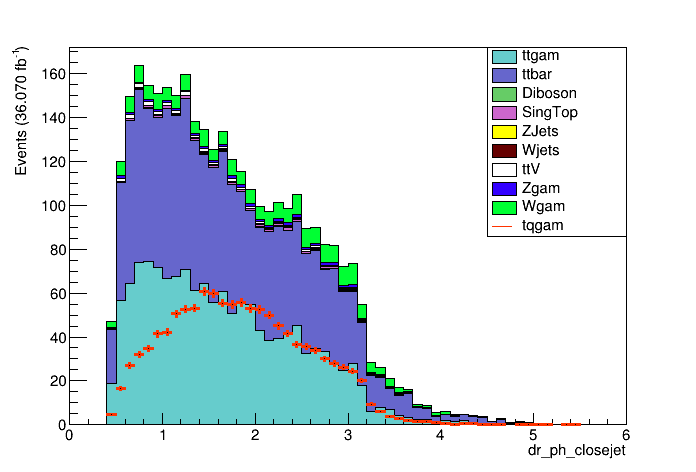 Events (36.070 fb-1)
160
140
120
100
80
60
40
20
0
0 1 2 3 4 5 6
dr_ph_closejet
ttgam
ttbar
Diboson
SingTop
ZJets
Wjets
ttV
Zgam
Wgam
tqgam